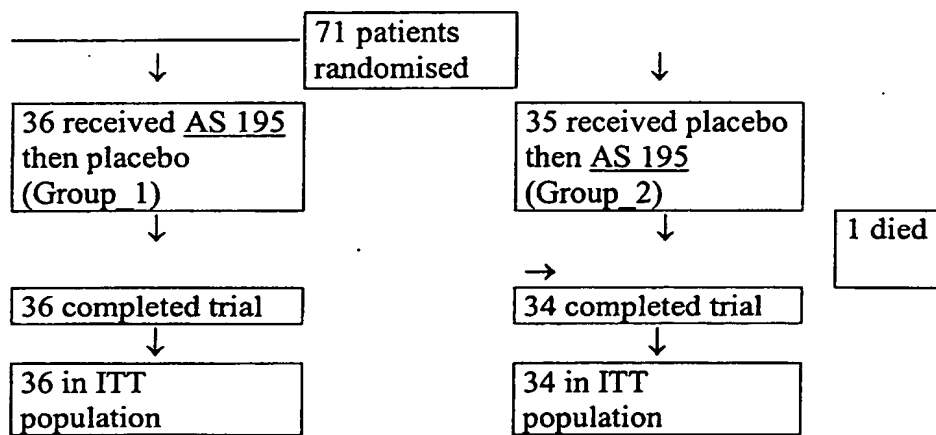 71 patients
randomised
36 received AS 195
then placebo
(Group_1)
35 received placebo
then AS 195
(Group_2)
1 died
36 completed trial
34 completed trial
36 in ITT
population
34 in ITT
population